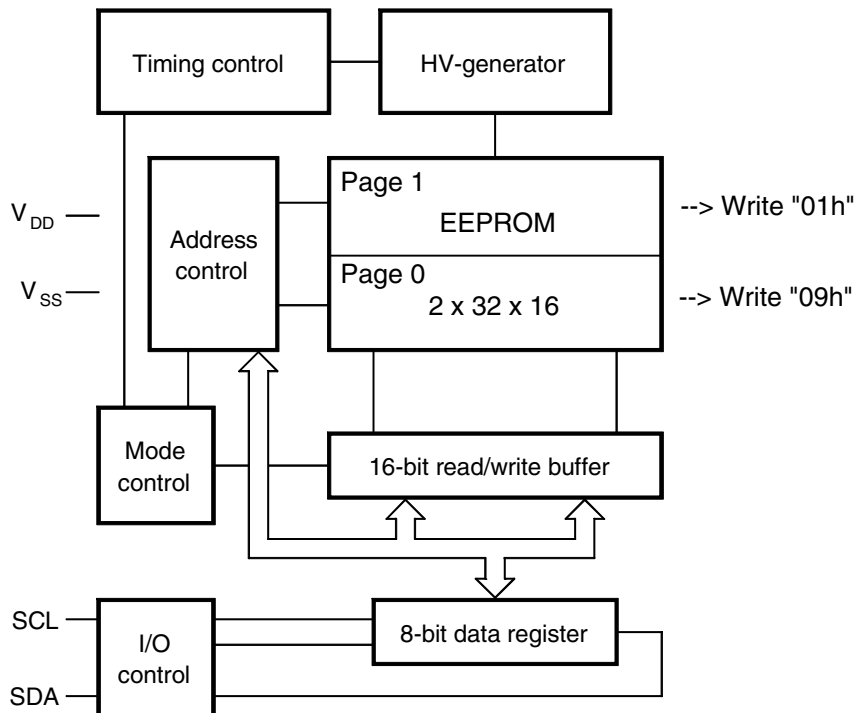 Timing control
HV-generator
Page 1
EEPROM
--> Write "01h"
V DD
Address
control
V SS
Page 0
2 x 32 x 16
--> Write "09h"
Mode
control
16-bit read/write buffer
SCL
I/O
control
8-bit data register
SDA